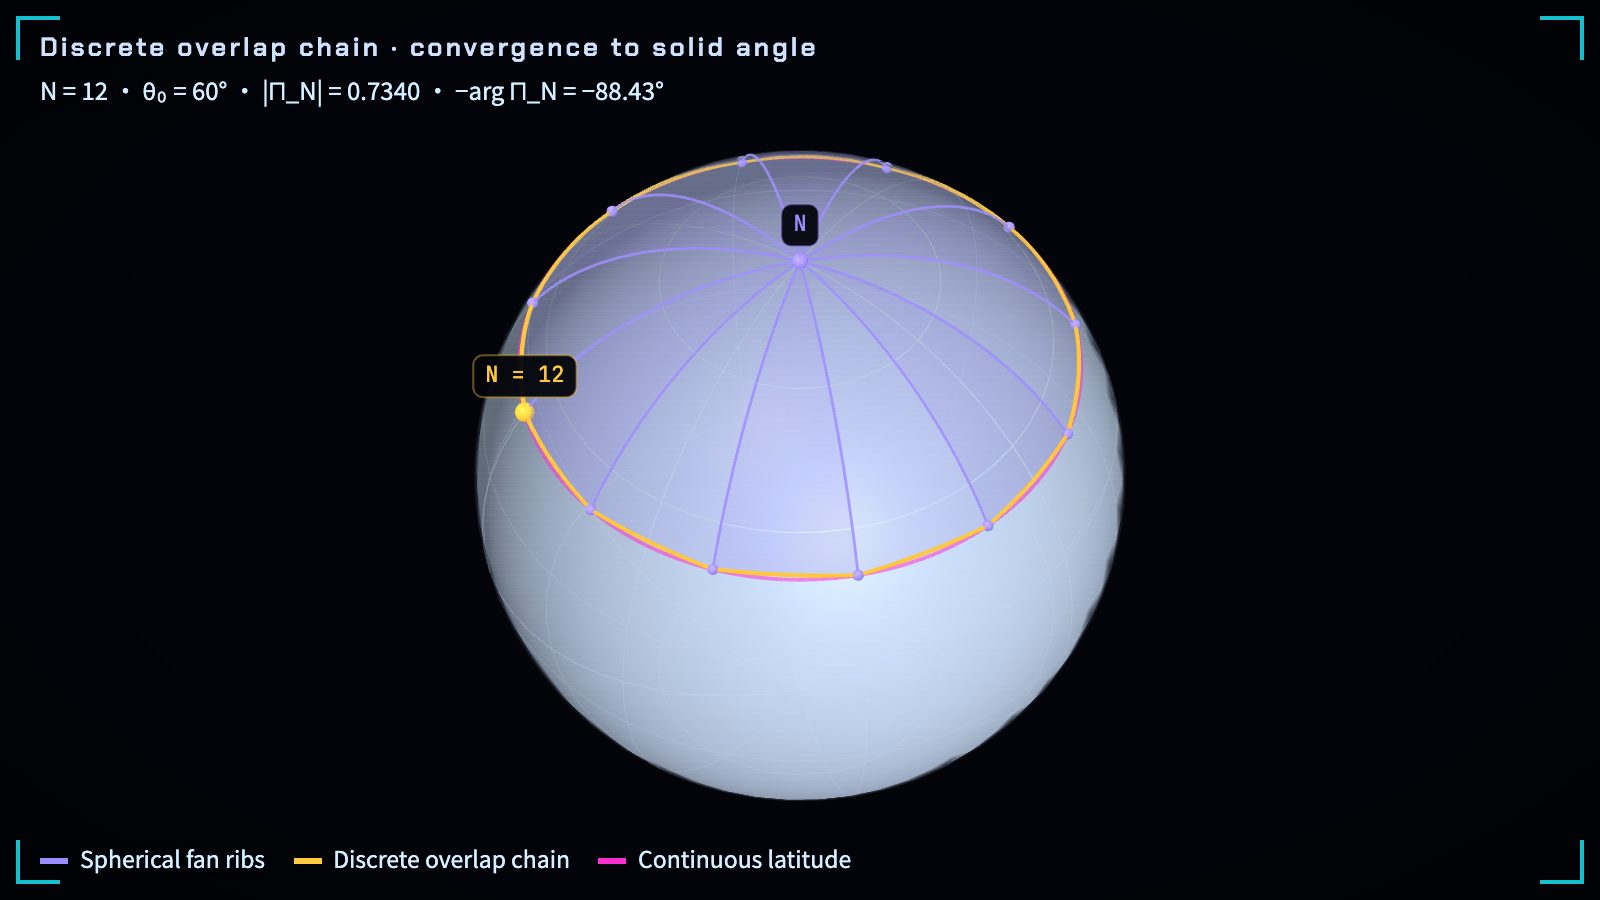 Discrete overlap chain · convergence to solid angle
N = 12 • θ₀ = 60° • |Π_N| = 0.7340 • −arg Π_N = −88.43°
N
N = 12
Spherical fan ribs Discrete overlap chain Continuous latitude